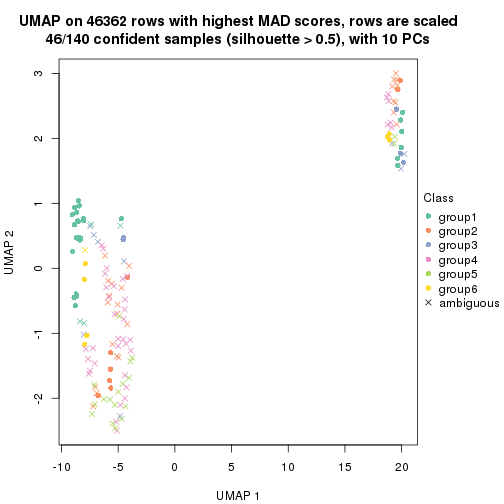 UMAP on 46362 rows with highest MAD scores, rows are scaled
46/140 confident samples (silhouette > 0.5), with 10 PCs
3
2
1
0
-1
-2
UMAP 2
-10
-5
0
5
10
15
20
UMAP 1
Class
group1
group2
group3
group4
group5
group6
ambiguous